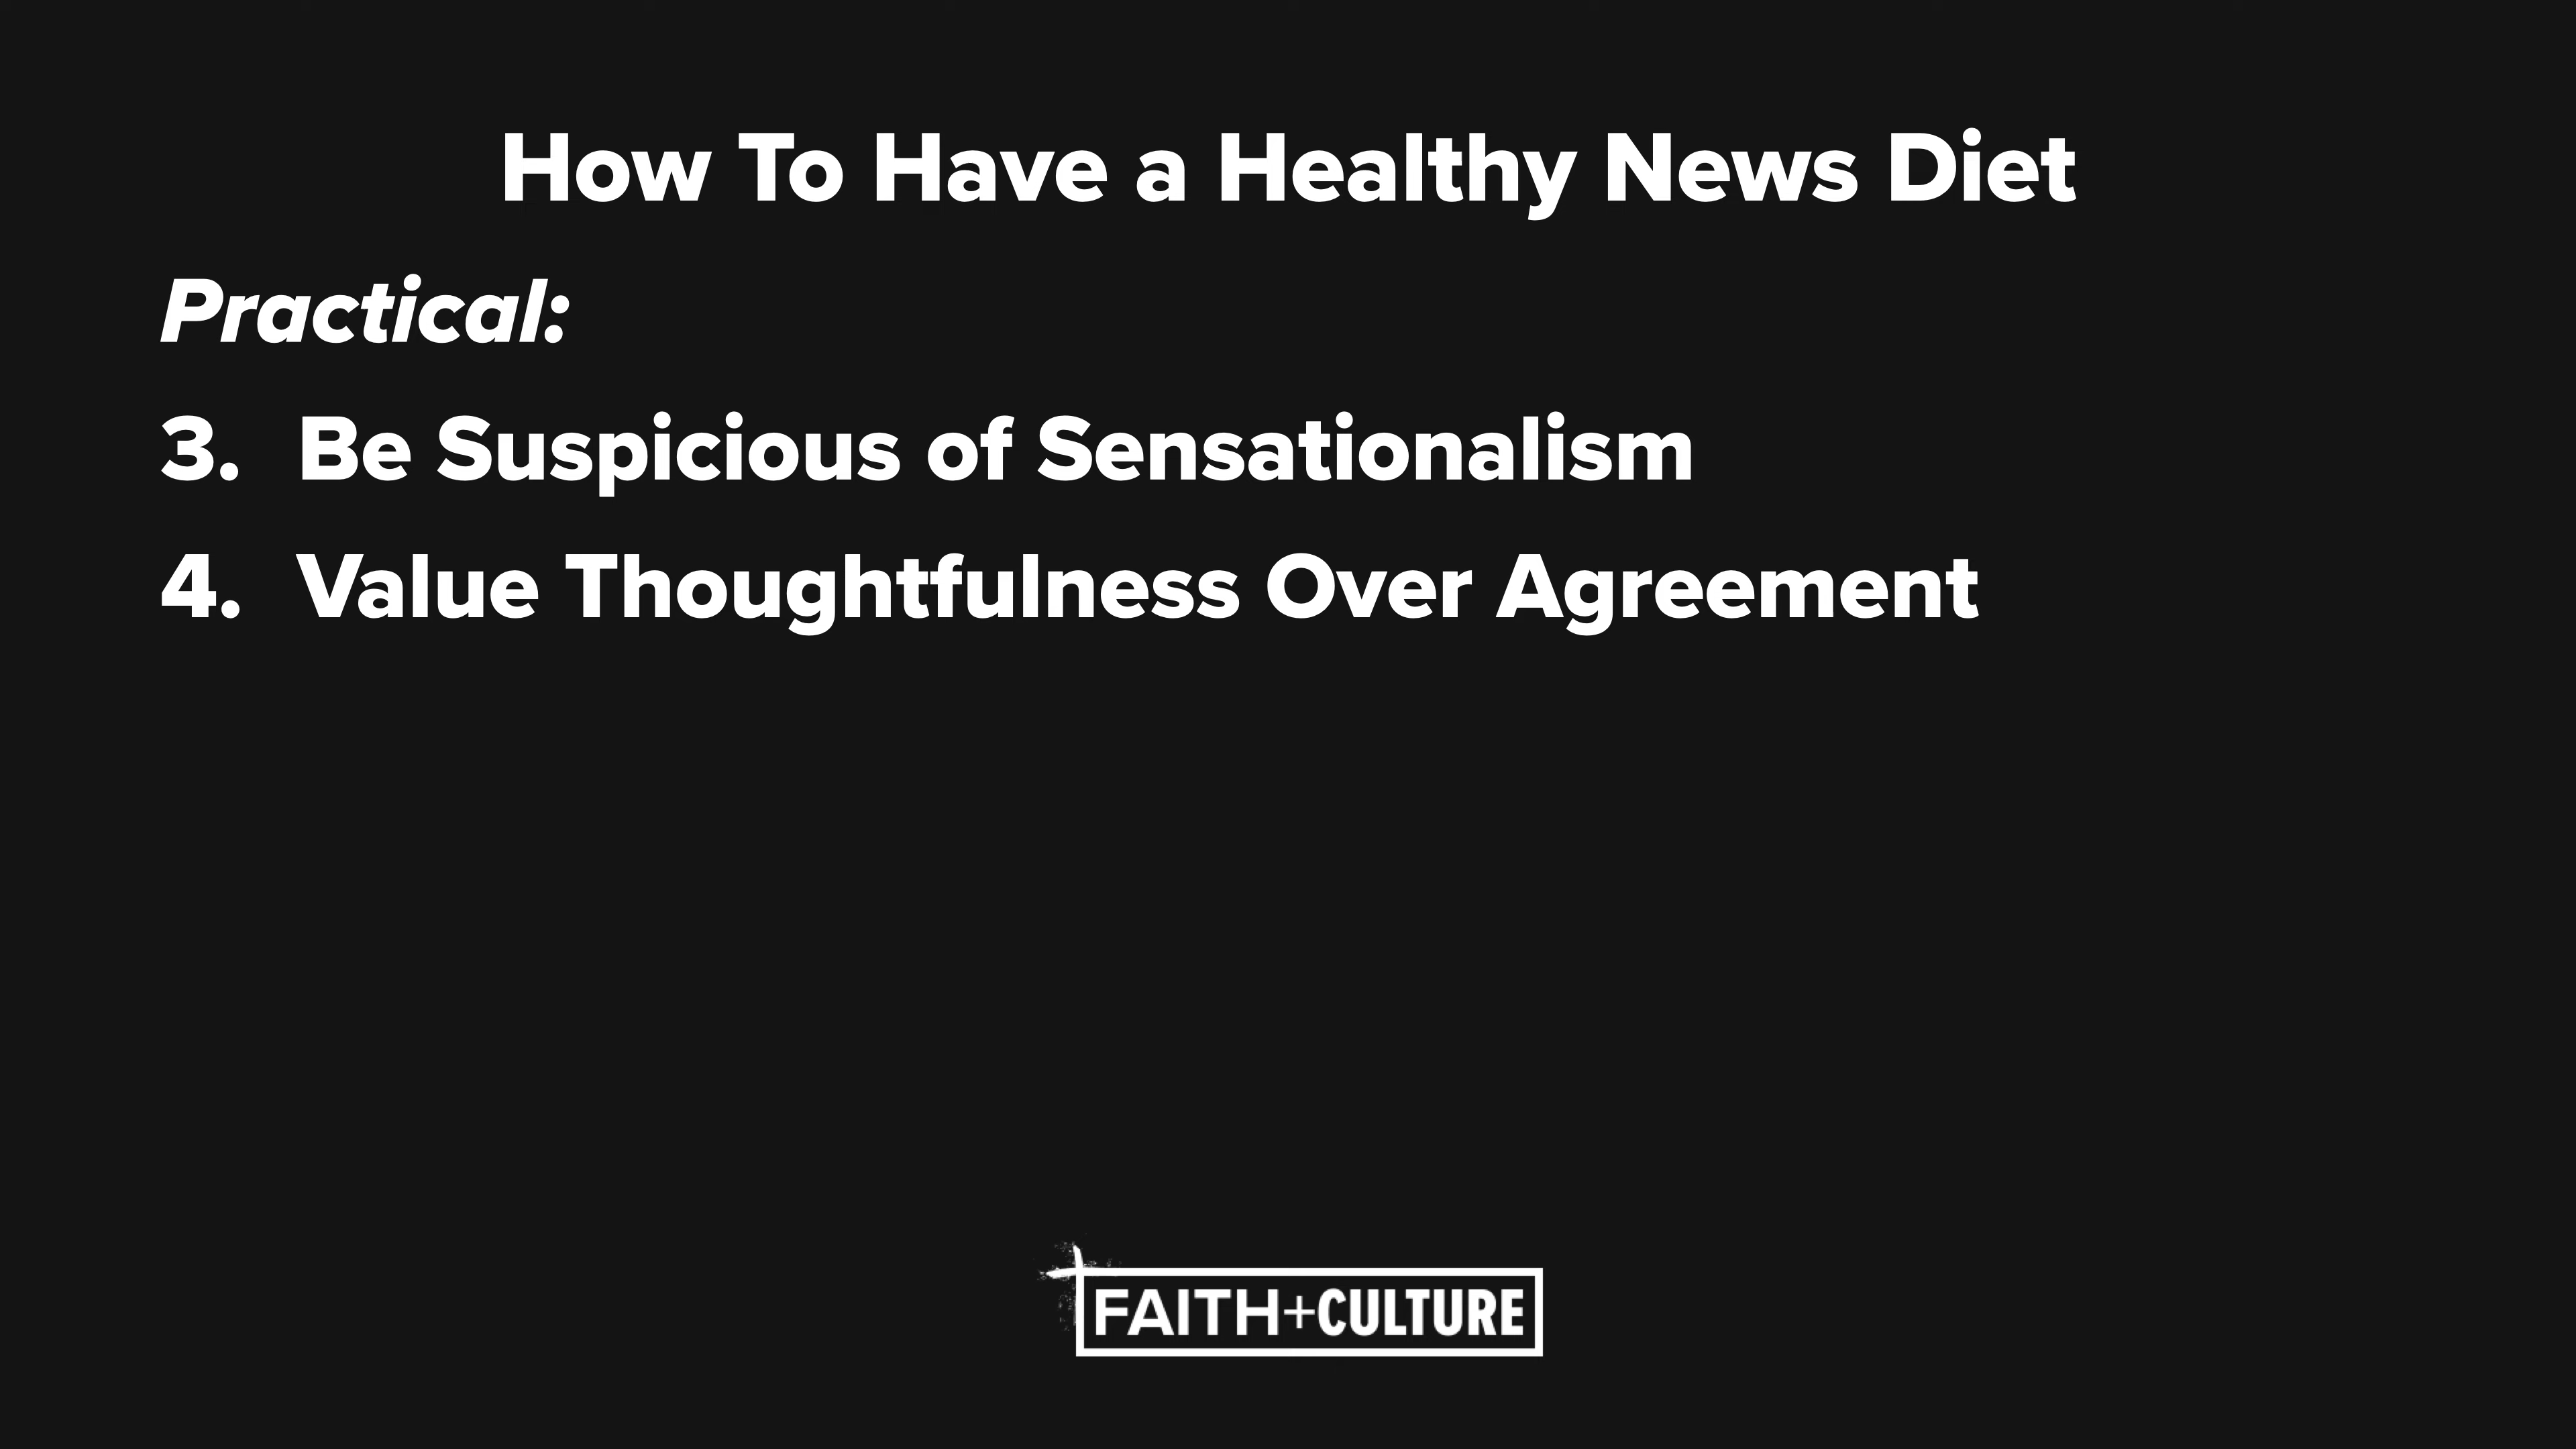 How To Have a Healthy News Diet
Practical:
3. Be Suspicious of Sensationalism
4. Value Thoughtfulness Over Agreement
FAITH+CULTURE